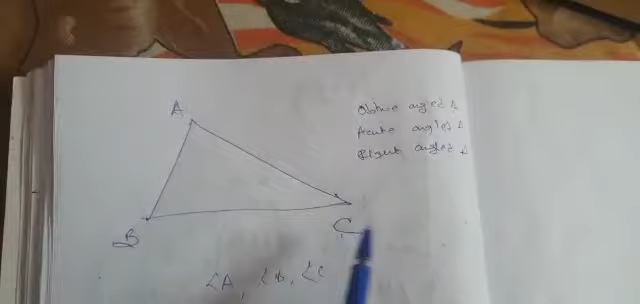 A
Obtuse angled Δ
Acute angled Δ
Right angled Δ
B
C
∠A, ∠B, ∠C